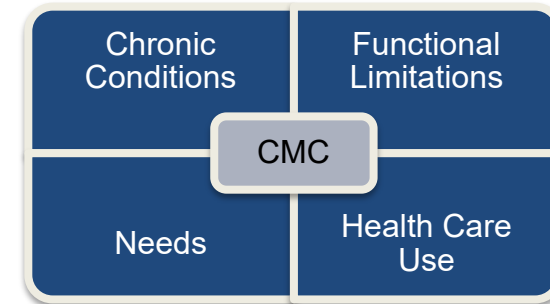 Chronic
Conditions
Functional
Limitations
CMC
Needs
Health Care
Use